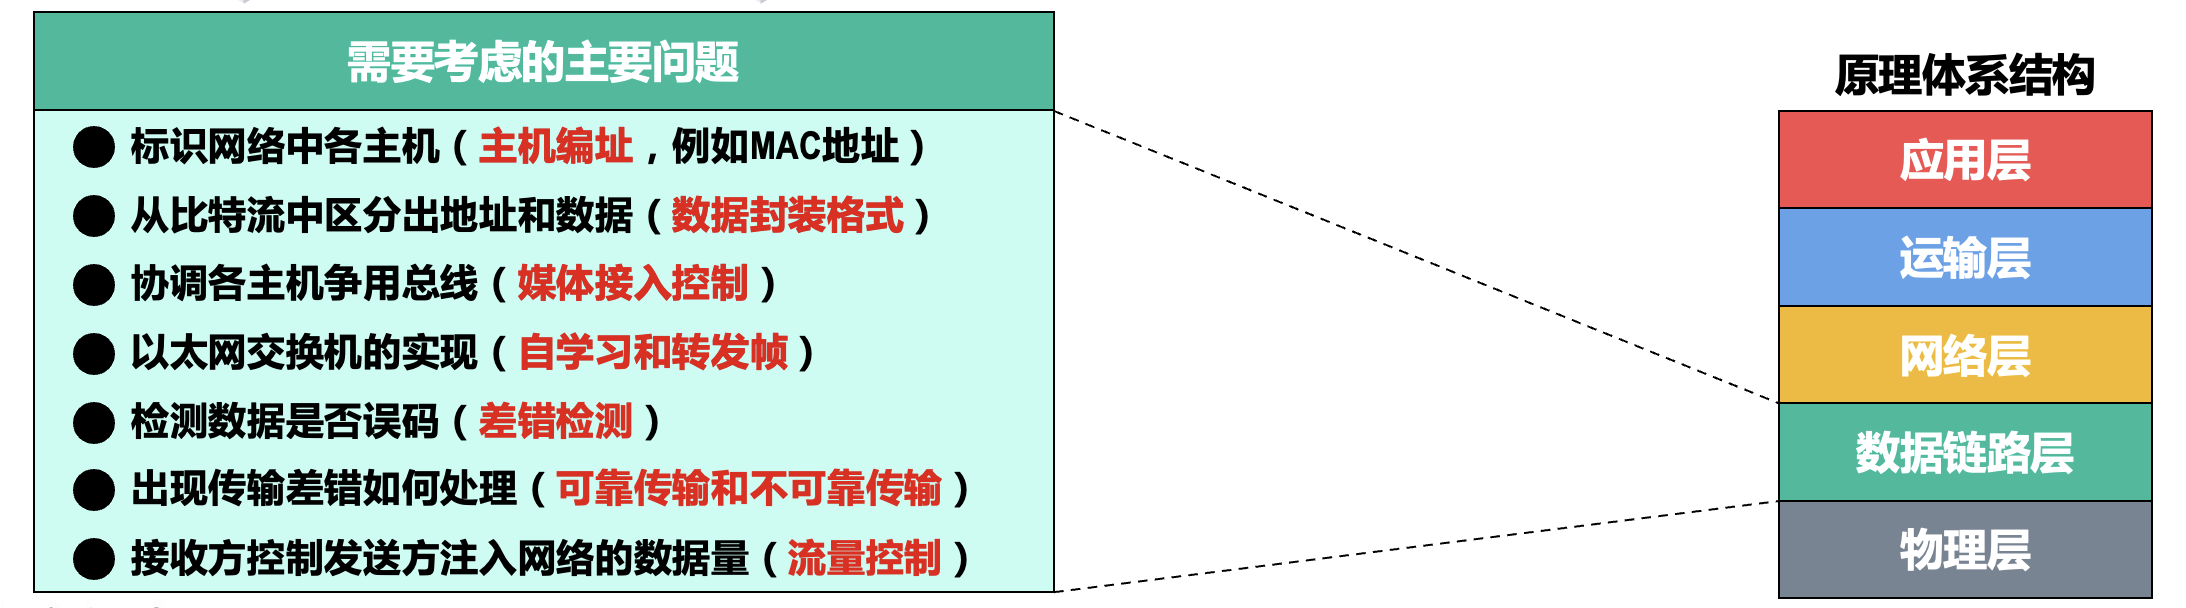 需要考虑的主要问题
● 标识网络中各主机（主机编址，例如MAC地址）
● 从比特流中区分出地址和数据（数据封装格式）
● 协调各主机争用总线（媒体接入控制）
● 以太网交换机的实现（自学习和转发帧）
● 检测数据是否误码（差错检测）
● 出现传输差错如何处理（可靠传输和不可靠传输）
● 接收方控制发送方注入网络的数据量（流量控制）
原理体系结构
应用层
运输层
网络层
数据链路层
物理层